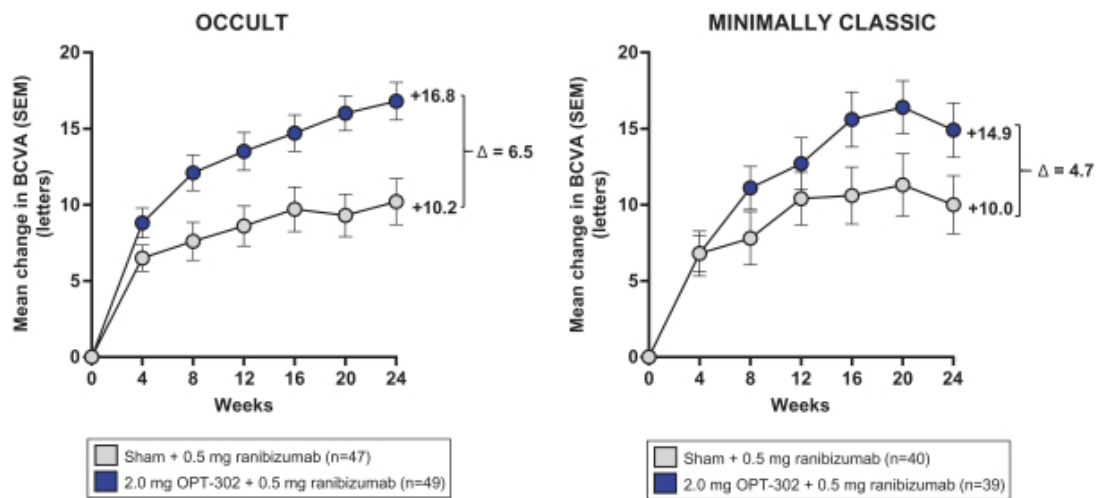 OCCULT
Mean change in BCVA (SEM)
(letters)
20
15
10
5
0
0 4 8 12 16 20 24
Weeks
+16.8
Δ = 6.5
+10.2
Sham + 0.5 mg ranibizumab (n=47)
2.0 mg OPT-302 + 0.5 mg ranibizumab (n=49)
MINIMALLY CLASSIC
Mean change in BCVA (SEM)
(letters)
20
15
10
5
0
0 4 8 12 16 20 24
Weeks
+14.9
Δ = 4.7
+10.0
Sham + 0.5 mg ranibizumab (n=40)
2.0 mg OPT-302 + 0.5 mg ranibizumab (n=39)